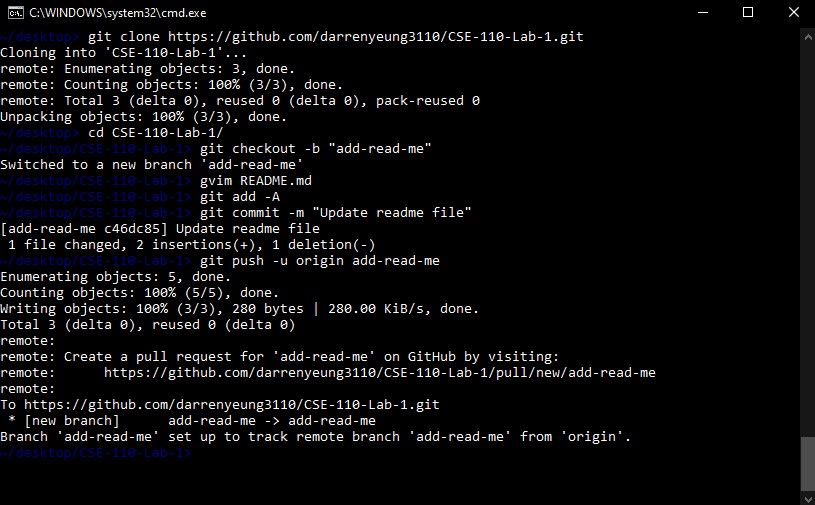 C:\WINDOWS\system32\cmd.exe
~/desktop> git clone https://github.com/darrenyeung3110/CSE-110-Lab-1.git
Cloning into 'CSE-110-Lab-1'...
remote: Enumerating objects: 3, done.
remote: Counting objects: 100% (3/3), done.
remote: Total 3 (delta 0), reused 0 (delta 0), pack-reused 0
Unpacking objects: 100% (3/3), done.
~/desktop> cd CSE-110-Lab-1/
~/desktop/CSE-110-Lab-1> git checkout -b "add-read-me"
Switched to a new branch 'add-read-me'
~/desktop/CSE-110-Lab-1> gvim README.md
~/desktop/CSE-110-Lab-1> git add -A
~/desktop/CSE-110-Lab-1> git commit -m "Update readme file"
[add-read-me c46dc85] Update readme file
 1 file changed, 2 insertions(+), 1 deletion(-)
~/desktop/CSE-110-Lab-1> git push -u origin add-read-me
Enumerating objects: 5, done.
Counting objects: 100% (5/5), done.
Writing objects: 100% (3/3), 280 bytes | 280.00 KiB/s, done.
Total 3 (delta 0), reused 0 (delta 0)
remote:
remote: Create a pull request for 'add-read-me' on GitHub by visiting:
remote:      https://github.com/darrenyeung3110/CSE-110-Lab-1/pull/new/add-read-me
remote:
To https://github.com/darrenyeung3110/CSE-110-Lab-1.git
 * [new branch]      add-read-me -> add-read-me
Branch 'add-read-me' set up to track remote branch 'add-read-me' from 'origin'.
~/desktop/CSE-110-Lab-1>